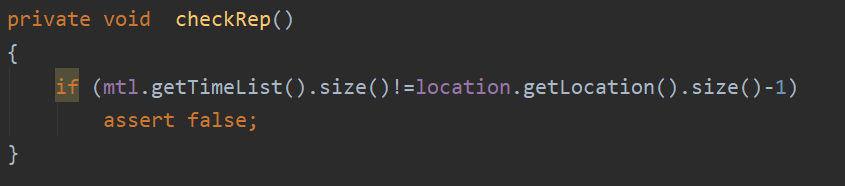 private void  checkRep()
{
    if (mtl.getTimeList().size()!=location.getLocation().size()-1)
        assert false;
}